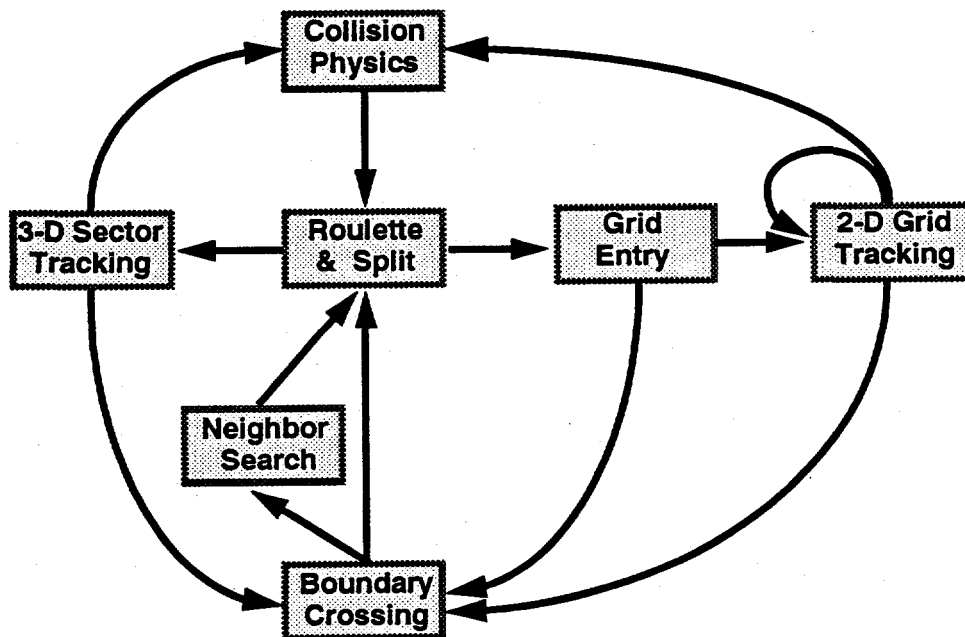 Collision
Physics
3-D Sector
Tracking
Roulette
& Split
Grid
Entry
2-D Grid
Tracking
Neighbor
Search
Boundary
Crossing